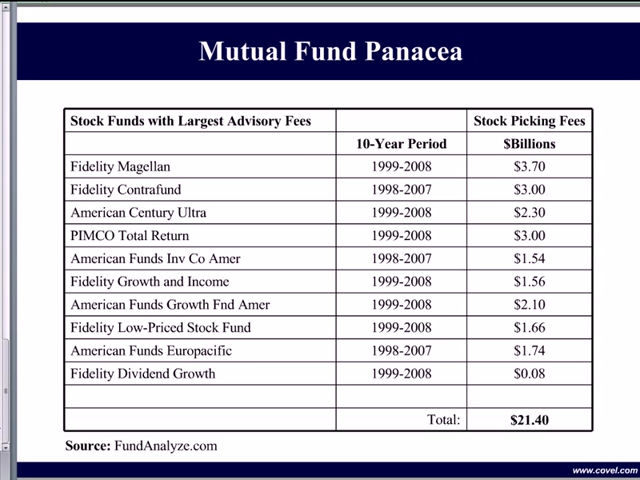 Mutual Fund Panacea
Stock Funds with Largest Advisory Fees Stock Picking Fees
10-Year Period $Billions
Fidelity Magellan 1999-2008 $3.70
Fidelity Contrafund 1998-2007 $3.00
American Century Ultra 1999-2008 $2.30
PIMCO Total Return 1999-2008 $3.00
American Funds Inv Co Amer 1998-2007 $1.54
Fidelity Growth and Income 1999-2008 $1.56
American Funds Growth Fnd Amer 1999-2008 $2.10
Fidelity Low-Priced Stock Fund 1999-2008 $1.66
American Funds Europacific 1998-2007 $1.74
Fidelity Dividend Growth 1999-2008 $0.08
Total: $21.40
Source: FundAnalyze.com
www.covel.com